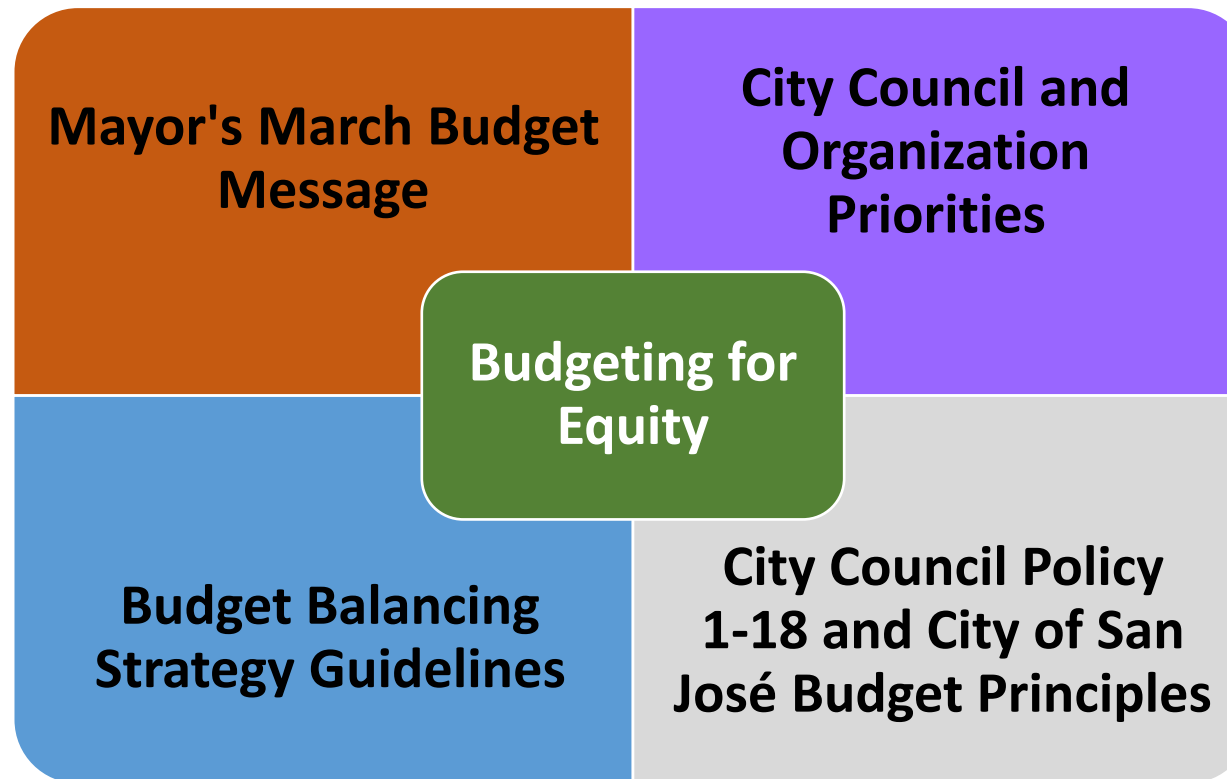 Mayor's March Budget
Message
City Council and
Organization
Priorities
Budgeting for
Equity
Budget Balancing
Strategy Guidelines
City Council Policy
1-18 and City of San
José Budget Principles